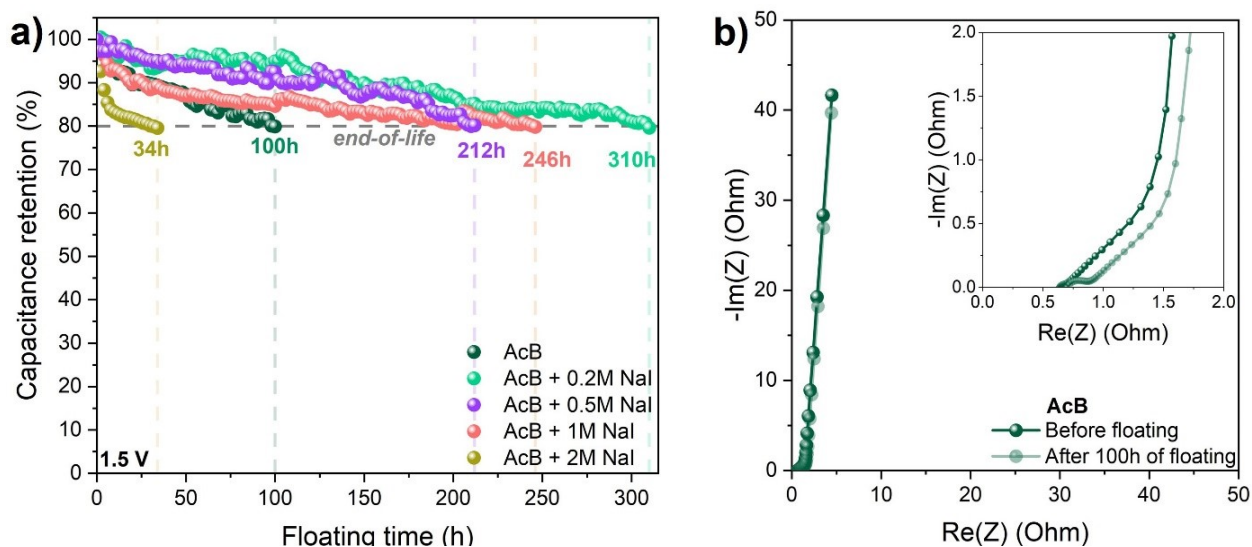 a)
Capacitance retention (%)
100
90
80
70
60
50
40
30
20
10
0
34h
100h
end-of-life
212h
246h
310h
AcB
AcB + 0.2M NaI
AcB + 0.5M NaI
AcB + 1M NaI
AcB + 2M NaI
1.5 V
0 50 100 150 200 250 300
Floating time (h)
b)
-Im(Z) (Ohm)
50
40
30
20
10
0
-Im(Z) (Ohm)
2.0
1.5
1.0
0.5
0.0
0.0 0.5 1.0 1.5 2.0
Re(Z) (Ohm)
AcB
Before floating
After 100h of floating
0 10 20 30 40 50
Re(Z) (Ohm)